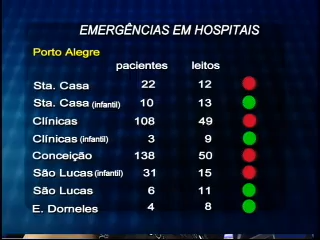 EMERGÊNCIAS EM HOSPITAIS
Porto Alegre
pacientes leitos
Sta. Casa 22 12
Sta. Casa (infantil) 10 13
Clínicas 108 49
Clínicas (infantil) 3 9
Conceição 138 50
São Lucas (infantil) 31 15
São Lucas 6 11
E. Dorneles 4 8